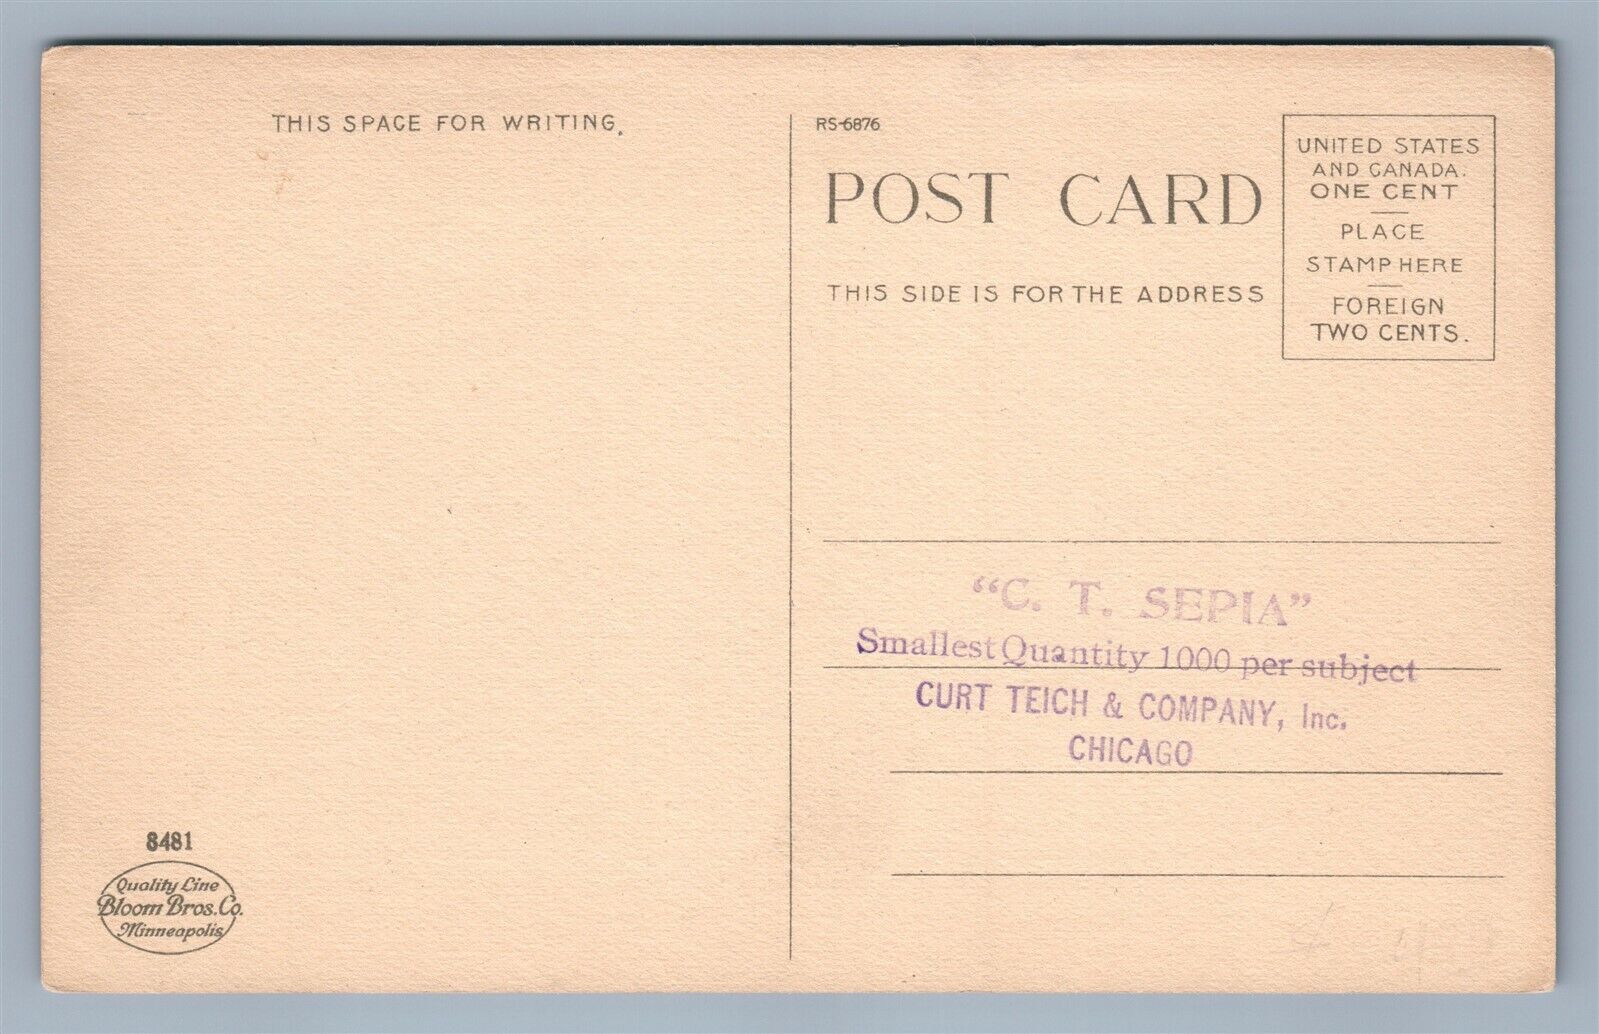 THIS SPACE FOR WRITING.
RS-6876
POST CARD
THIS SIDE IS FOR THE ADDRESS
UNITED STATES
AND CANADA.
ONE CENT
PLACE
STAMP HERE
FOREIGN
TWO CENTS.
"C. T. SEPIA"
Smallest Quantity 1000 per subject
CURT TEICH & COMPANY, Inc.
CHICAGO
8481
Quality Line
Bloom Bros. Co.
Minneapolis